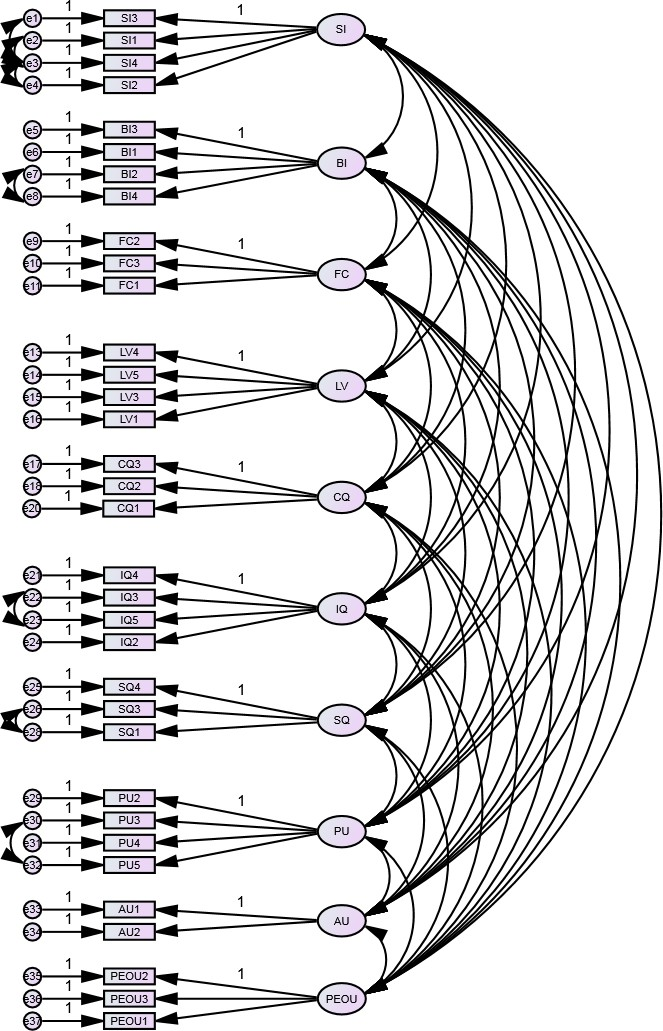 e1 1 SI3 1 SI
e2 1 SI1
e3 1 SI4
e4 1 SI2
e5 1 BI3 1 BI
e6 1 BI1
e7 1 BI2
e8 1 BI4
e9 1 FC2 1 FC
e10 1 FC3
e11 1 FC1
e13 1 LV4 1 LV
e14 1 LV5
e15 1 LV3
e16 1 LV1
e17 1 CQ3 1 CQ
e18 1 CQ2
e20 1 CQ1
e21 1 IQ4 1 IQ
e22 1 IQ3
e23 1 IQ5
e24 1 IQ2
e25 1 SQ4 1 SQ
e26 1 SQ3
e28 1 SQ1
e29 1 PU2 1 PU
e30 1 PU3
e31 1 PU4
e32 1 PU5
e33 1 AU1 1 AU
e34 1 AU2
e35 1 PEOU2 1 PEOU
e36 1 PEOU3
e37 1 PEOU1